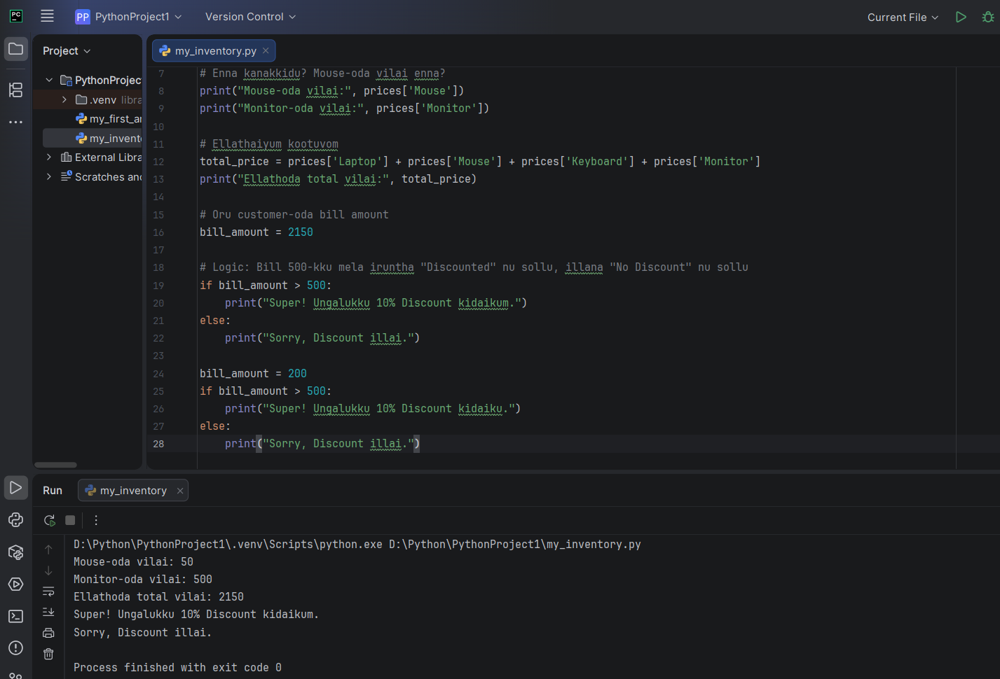 PC
PP PythonProject1 Version Control Current File
Project
PythonProjec
.venv libra
my_first_ar
my_invent
External Libra
Scratches and
my_inventory.py
7 # Enna kanakkidu? Mouse-oda vilai enna?
8 print("Mouse-oda vilai:", prices['Mouse'])
9 print("Monitor-oda vilai:", prices['Monitor'])
10
11 # Ellathaiyum kootuvom
12 total_price = prices['Laptop'] + prices['Mouse'] + prices['Keyboard'] + prices['Monitor']
13 print("Ellathoda total vilai:", total_price)
14
15 # Oru customer-oda bill amount
16 bill_amount = 2150
17
18 # Logic: Bill 500-kku mela iruntha "Discounted" nu sollu, illana "No Discount" nu sollu
19 if bill_amount > 500:
20 print("Super! Ungalukku 10% Discount kidaikum.")
21 else:
22 print("Sorry, Discount illai.")
23
24 bill_amount = 200
25 if bill_amount > 500:
26 print("Super! Ungalukku 10% Discount kidaiku.")
27 else:
28 print("Sorry, Discount illai.")
Run my_inventory
D:\Python\PythonProject1\.venv\Scripts\python.exe D:\Python\PythonProject1\my_inventory.py
Mouse-oda vilai: 50
Monitor-oda vilai: 500
Ellathoda total vilai: 2150
Super! Ungalukku 10% Discount kidaikum.
Sorry, Discount illai.
Process finished with exit code 0